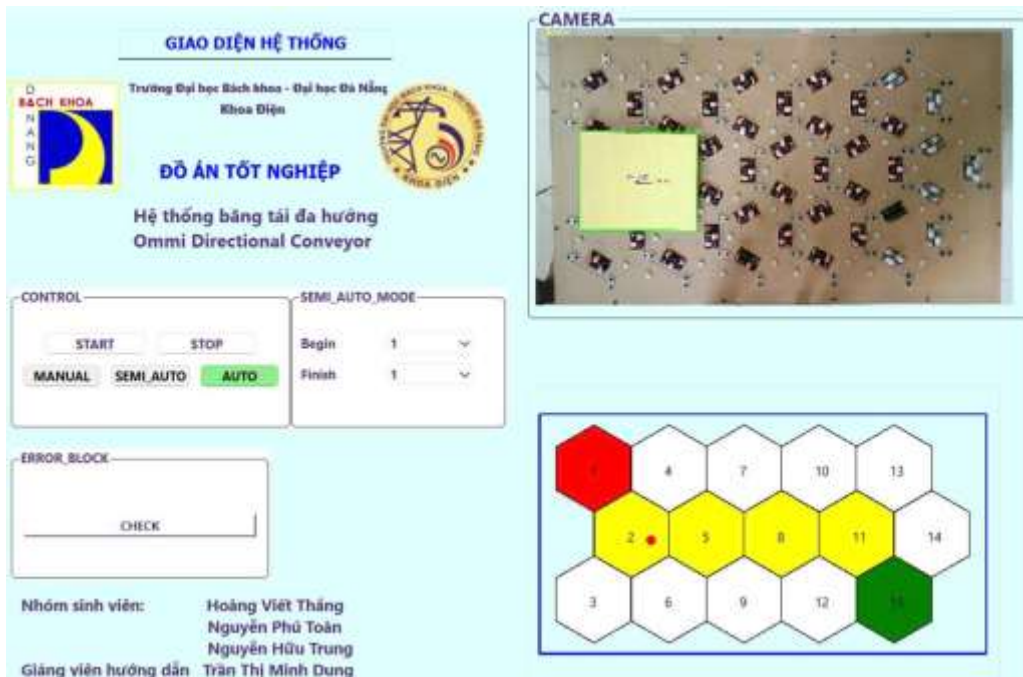 GIAO DIỆN HỆ THỐNG
Trường Đại học Bách khoa - Đại học Đà Nẵng
Khoa Điện
BÁCH KHOA
D
N
A
N
G
KHOA ĐIỆN
ĐỒ ÁN TỐT NGHIỆP
Hệ thống băng tải đa hướng
Ommi Directional Conveyor
CONTROL
START
STOP
MANUAL
SEMI_AUTO
AUTO
SEMI_AUTO_MODE
Begin 1
Finish 1
ERROR_BLOCK
CHECK
Nhóm sinh viên: Hoàng Viết Thắng
Nguyễn Phú Toàn
Nguyễn Hữu Trung
Giảng viên hướng dẫn Trần Thị Minh Dung
CAMERA
1 4 7 10 13
2 5 8 11 14
3 6 9 12 15